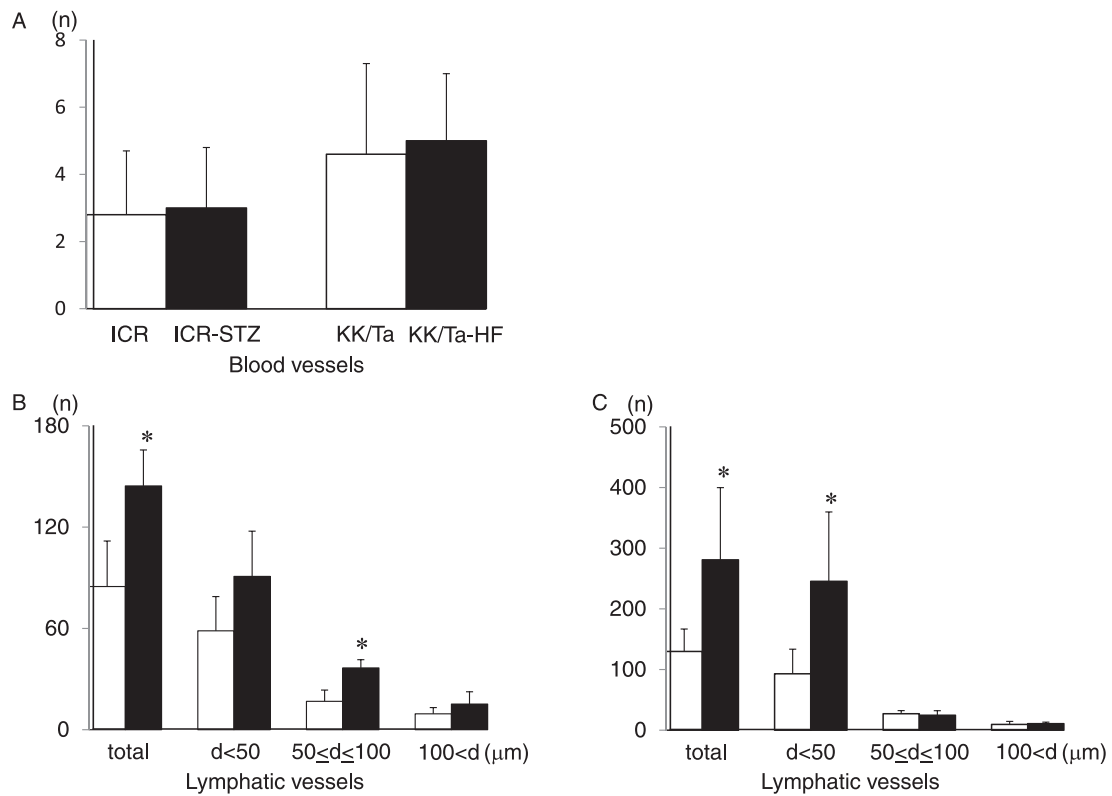 A (n)
8
6
4
2
0
ICR ICR-STZ KK/Ta KK/Ta-HF
Blood vessels
B (n)
180
*
120
60
*
0
total d<50 50≤d≤100 100<d (μm)
Lymphatic vessels
C (n)
500
400
*
*
300
200
100
0
total d<50 50≤d≤100 100<d (μm)
Lymphatic vessels